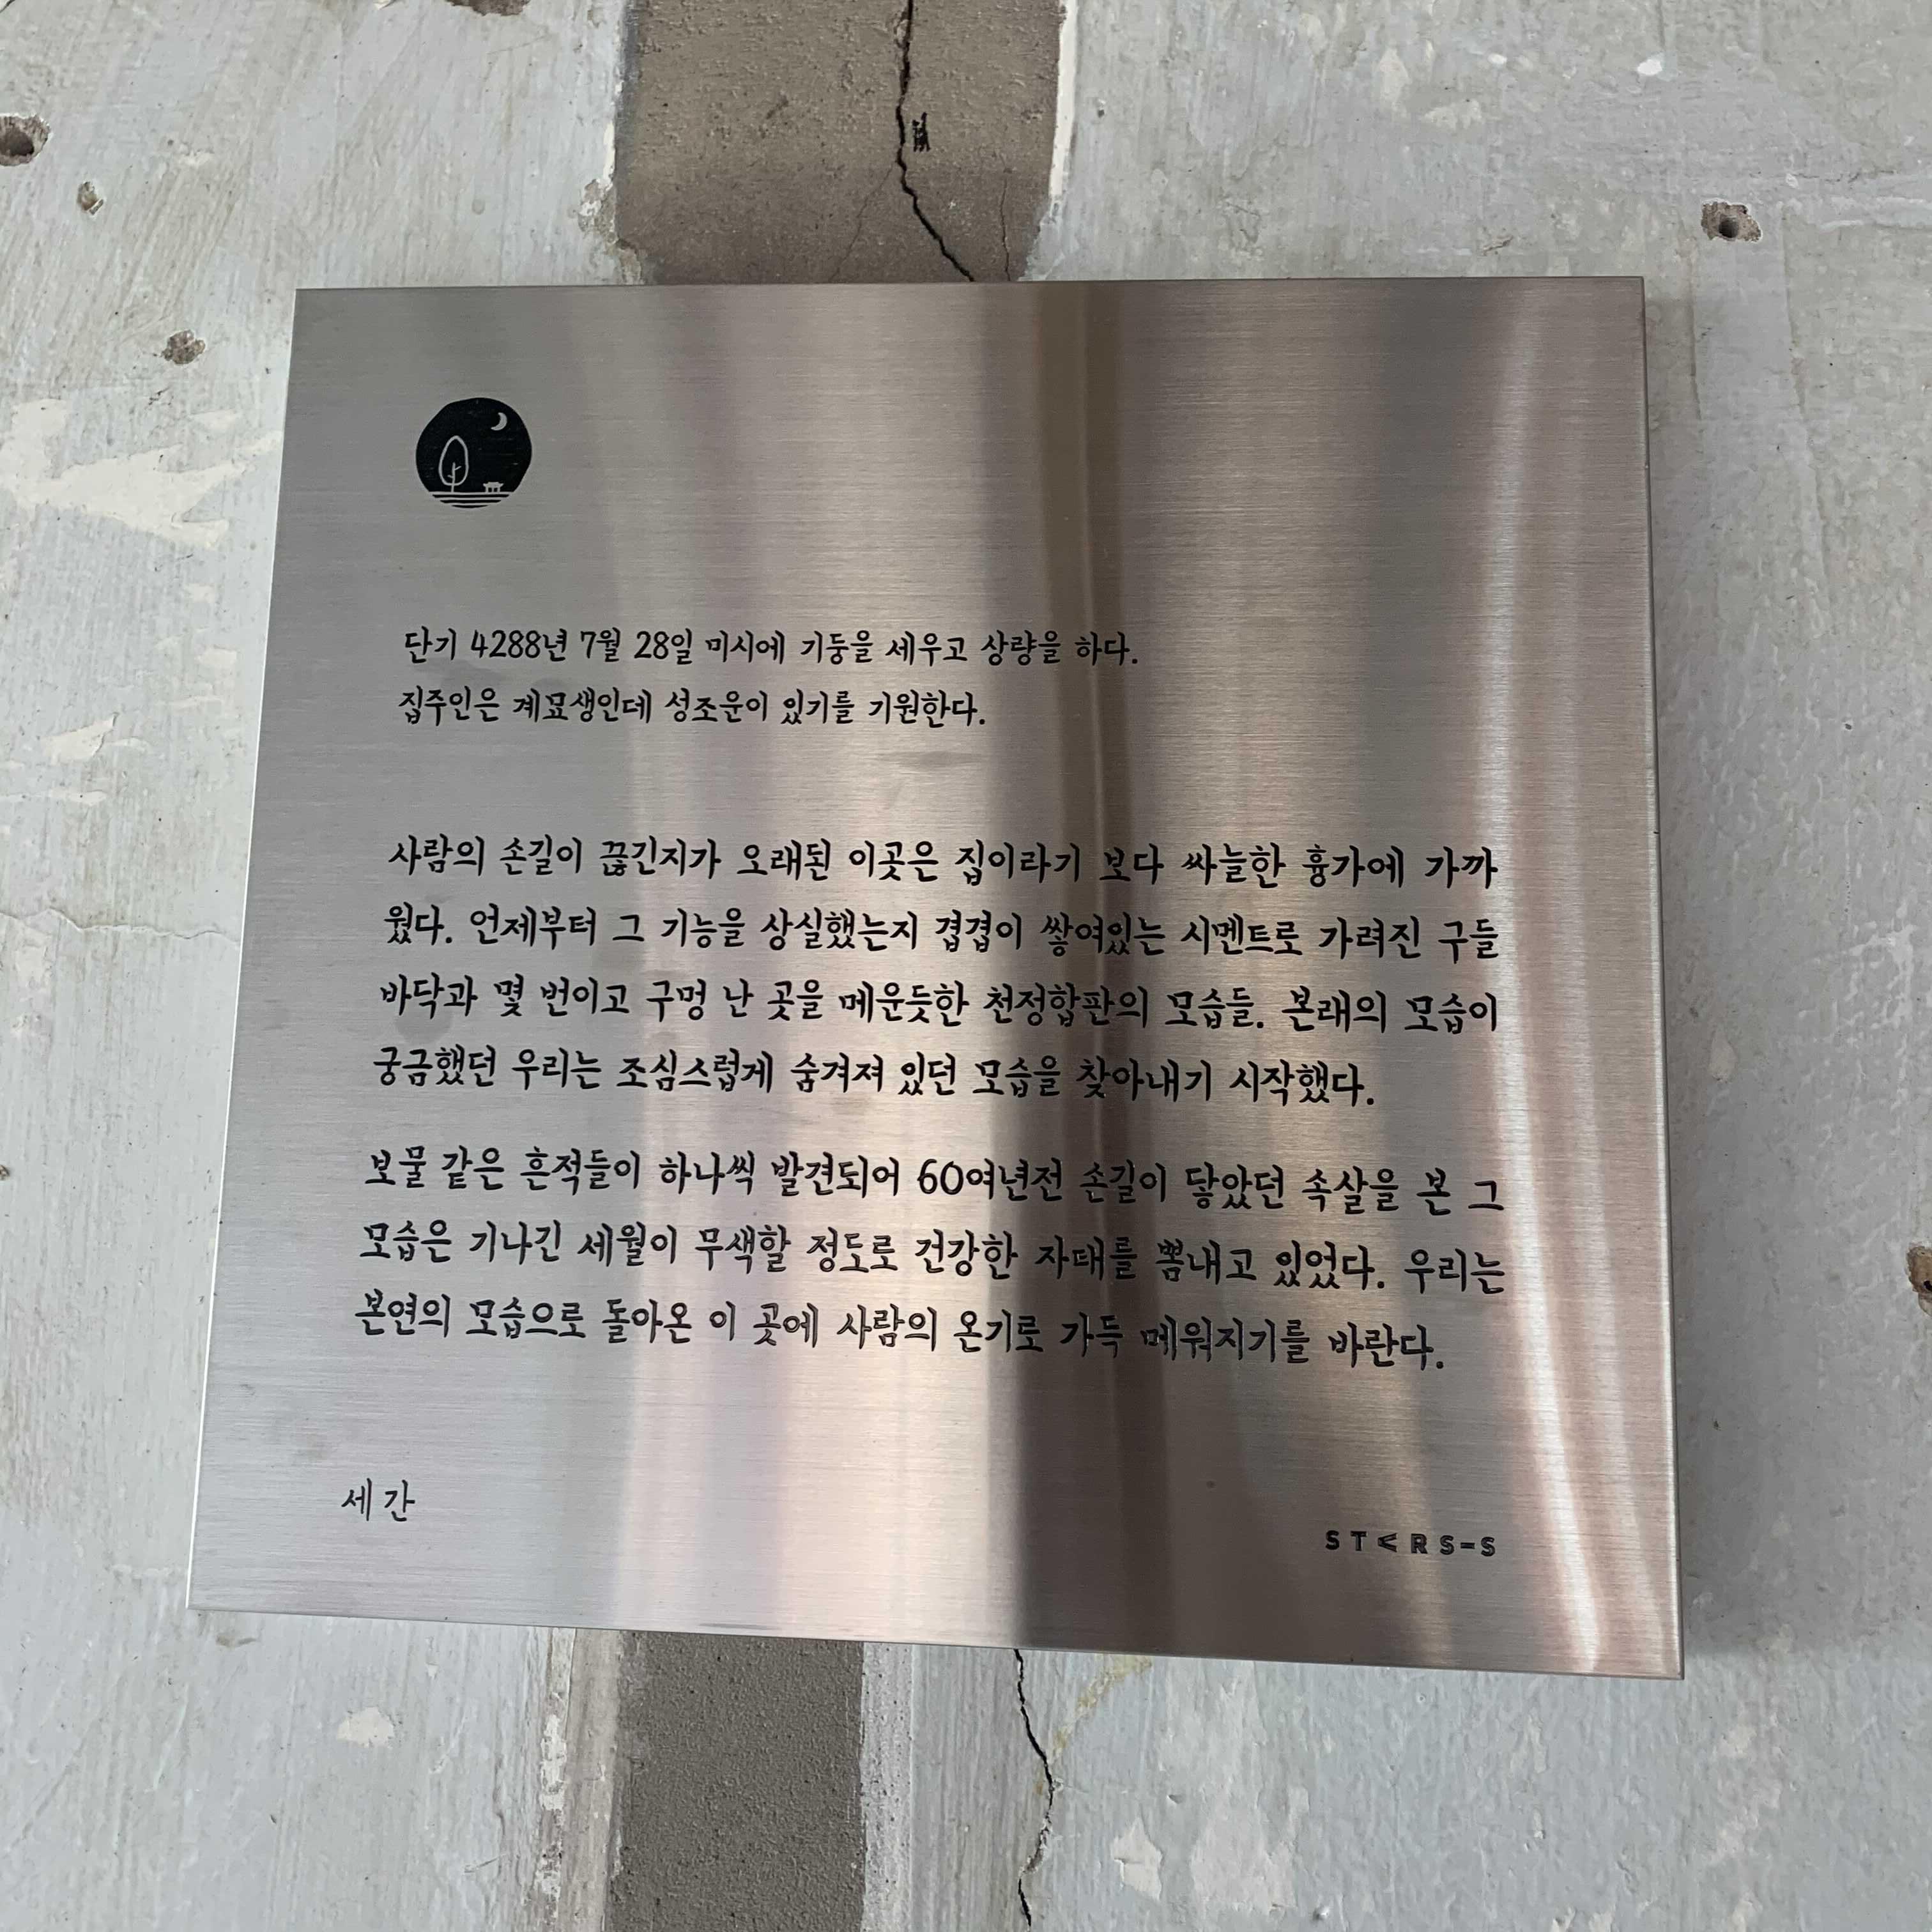 단기 4288년 7월 28일 미시에 기둥을 세우고 상량을 하다.
집주인은 계묘생인데 성조운이 있기를 기원한다.
사람의 손길이 끊긴지가 오래된 이곳은 집이라기 보다 싸늘한 흉가에 가까
웠다. 언제부터 그 기능을 상실했는지 겹겹이 쌓여있는 시멘트로 가려진 구들
바닥과 몇 번이고 구멍 난 곳을 메운듯한 천정합판의 모습들. 본래의 모습이
궁금했던 우리는 조심스럽게 숨겨져 있던 모습을 찾아내기 시작했다.
보물 같은 흔적들이 하나씩 발견되어 60여년전 손길이 닿았던 속살을 본 그
모습은 기나긴 세월이 무색할 정도로 건강한 자태를 뽐내고 있었다. 우리는
본연의 모습으로 돌아온 이 곳에 사람의 온기로 가득 메워지기를 바란다.
세간
STARS=S